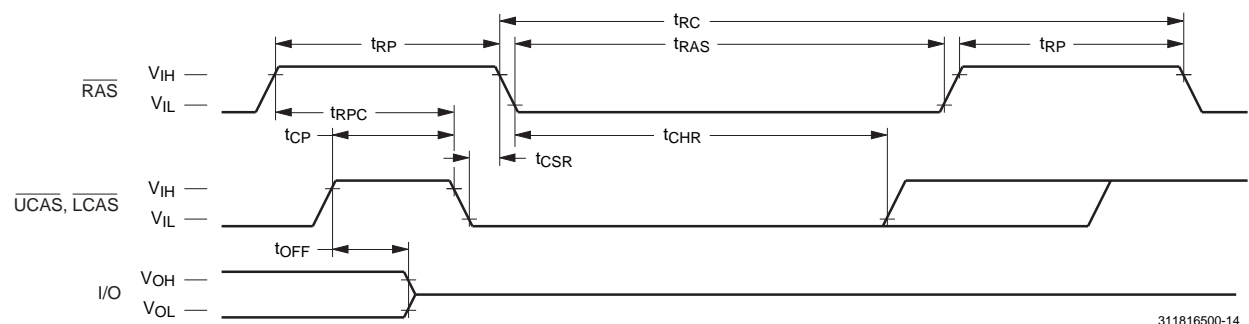 tRC
tRP
tRAS
tRP
RAS
VIH
VIL
tRPC
tCP
tCHR
tCSR
UCAS, LCAS
VIH
VIL
tOFF
I/O
VOH
VOL
311816500-14